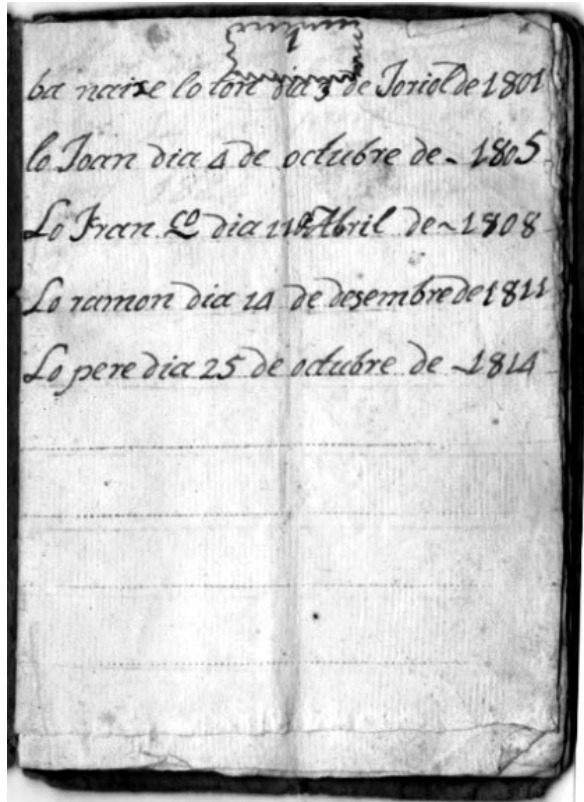 1
ba naixe lo ton dia 3 de Joriol de 1801
lo Joan dia 4 de octubre de 1805
Lo Fran co dia 11 de Abril de 1808
Lo ramon dia 14 de desembre de 1811
Lo pere dia 25 de octubre de 1814